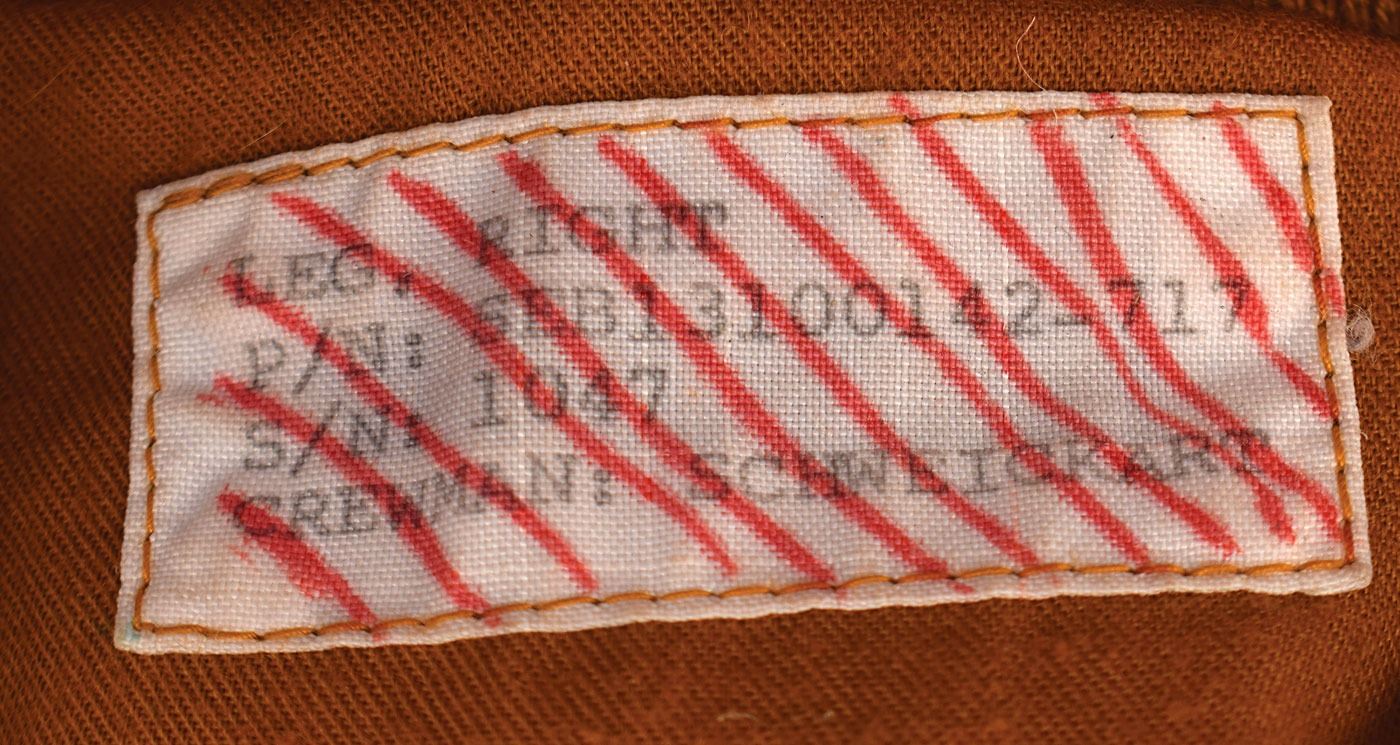 LEG, RIGHT
P/N: SEB13100142-717
S/N: 1047
CREWMAN: SCHWEICKART